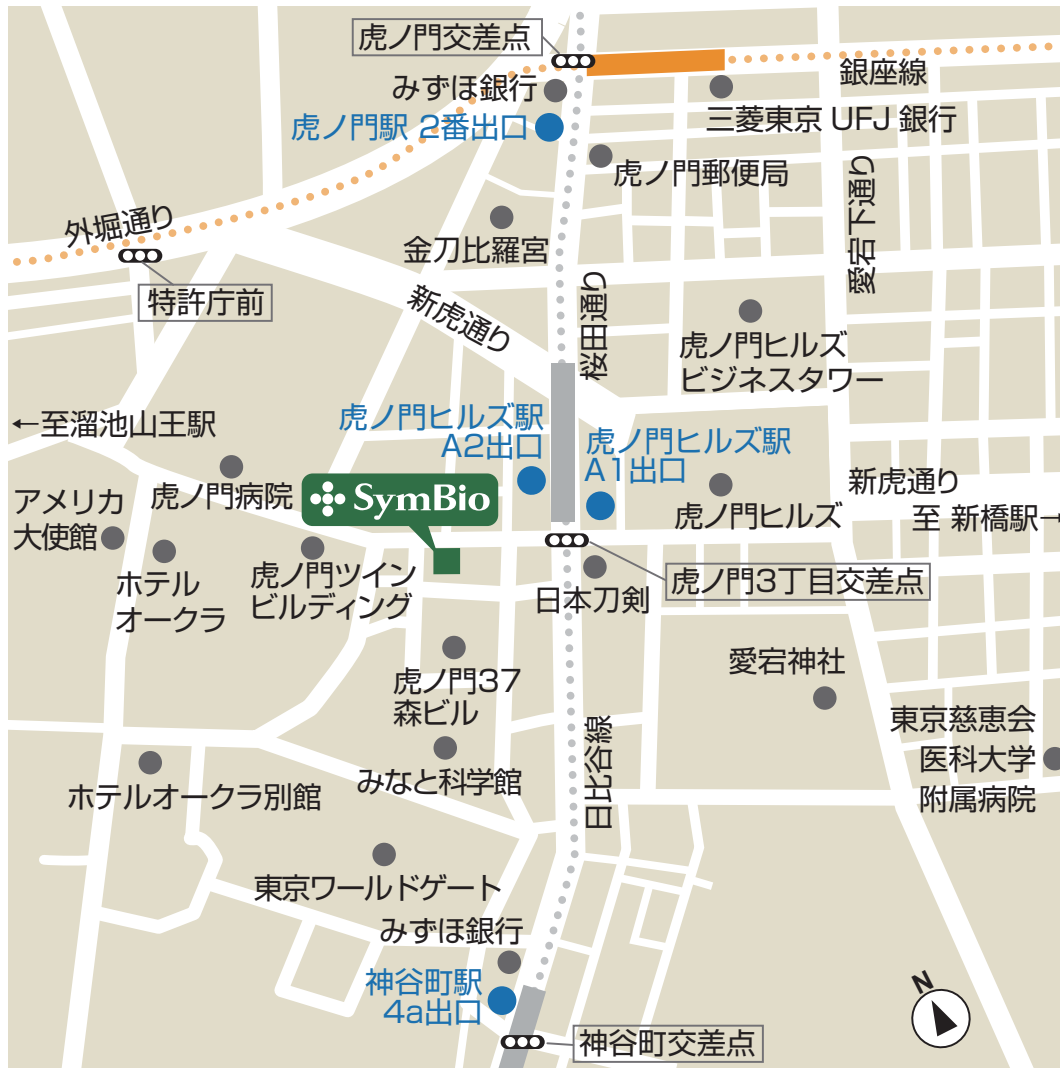 虎ノ門交差点
みずほ銀行
銀座線
三菱東京 UFJ 銀行
虎ノ門駅 2番出口
虎ノ門郵便局
外堀通り
愛宕下通り
金刀比羅宮
特許庁前
新虎通り
桜田通り
虎ノ門ヒルズ
ビジネスタワー
←至溜池山王駅
虎ノ門ヒルズ駅
A2出口
虎ノ門ヒルズ駅
A1出口
虎ノ門病院
SymBio
虎ノ門ヒルズ
新虎通り
至 新橋駅→
アメリカ
大使館
ホテル
オークラ
虎ノ門ツイン
ビルディング
日本刀剣
虎ノ門3丁目交差点
虎ノ門37
森ビル
愛宕神社
東京慈恵会
医科大学
附属病院
日比谷線
みなと科学館
ホテルオークラ別館
東京ワールドゲート
みずほ銀行
神谷町駅
4a出口
神谷町交差点
N